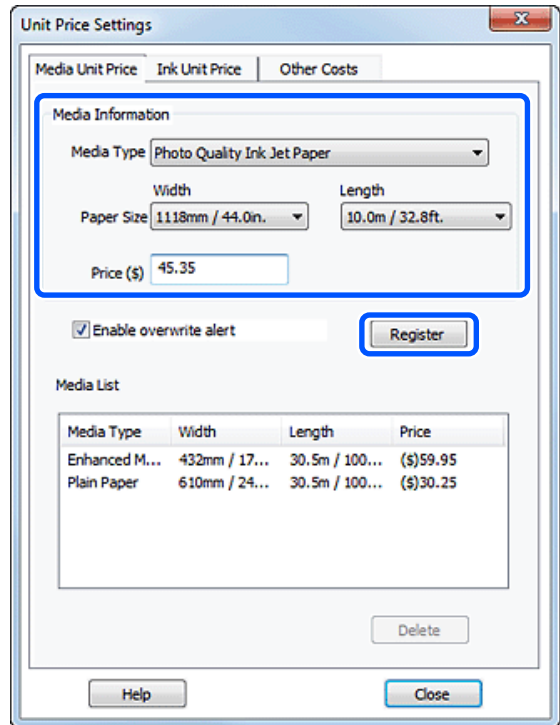 Unit Price Settings
Media Unit Price Ink Unit Price Other Costs
Media Information
Media Type Photo Quality Ink Jet Paper
Width Length
Paper Size 1118mm / 44.0in. 10.0m / 32.8ft.
Price ($) 45.35
Enable overwrite alert Register
Media List
Media Type Width Length Price
Enhanced M... 432mm / 17... 30.5m / 100... ($)59.95
Plain Paper 610mm / 24... 30.5m / 100... ($)30.25
Delete
Help Close